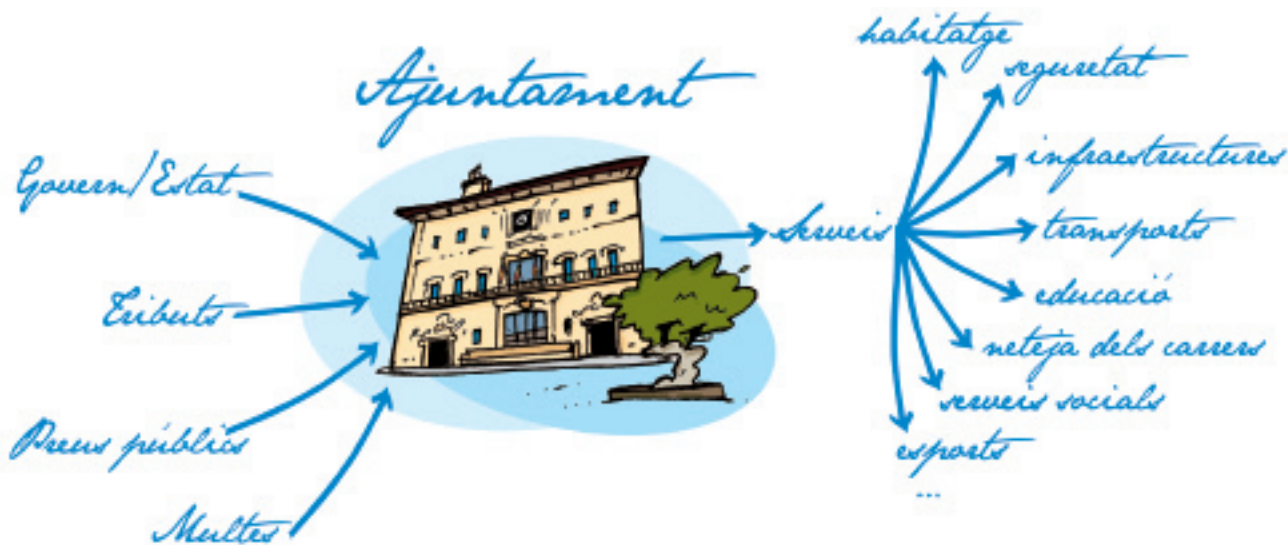 Ajuntament
Govern/Estat
Tributs
Preus públics
Multes
Serveis
habitatge
seguretat
infraestructures
transports
educació
neteja dels carrers
serveis socials
esports
...